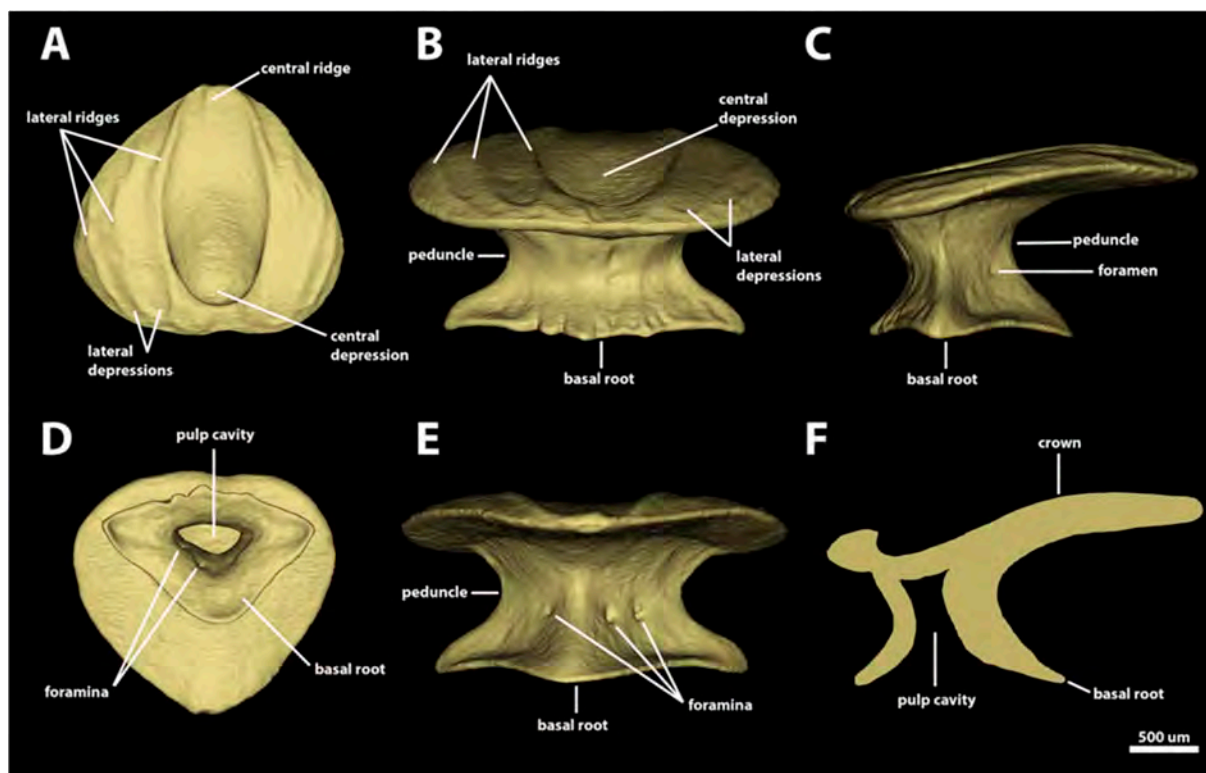 A
central ridge
lateral ridges
lateral
depressions
central
depression
B
lateral ridges
central
depression
peduncle
lateral
depressions
basal root
C
peduncle
foramen
basal root
D
pulp cavity
foramina
basal root
E
peduncle
foramina
basal root
F
crown
pulp cavity
basal root
500 um